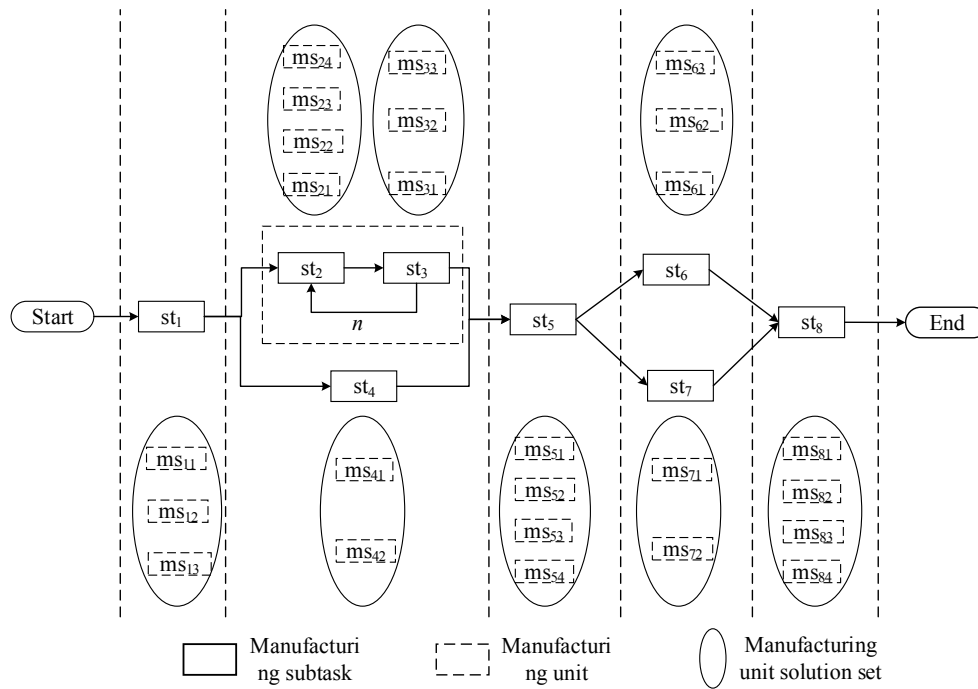 ms₂₄ ms₃₃ ms₆₃
ms₂₃
ms₂₂ ms₃₂ ms₆₂
ms₂₁ ms₃₁ ms₆₁
st₂ st₃ st₆
n
Start st₁ st₅ st₈ End
st₄ st₇
ms₁₁ ms₄₁ ms₅₁ ms₇₁ ms₈₁
ms₁₂ ms₅₂ ms₈₂
ms₅₃ ms₈₃
ms₁₃ ms₄₂ ms₅₄ ms₇₂ ms₈₄
Manufacturi Manufacturi Manufacturing
ng subtask ng unit unit solution set